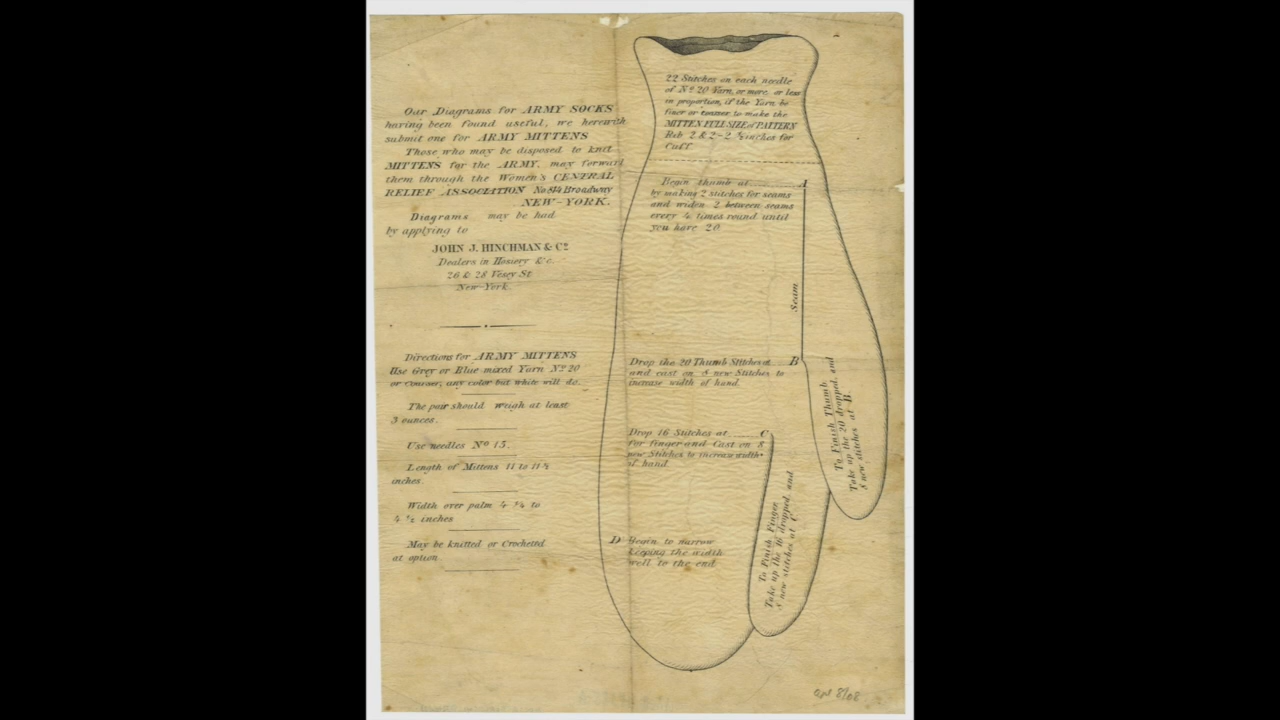 Our Diagrams for ARMY SOCKS
having been found useful, we herewith
submit one for ARMY MITTENS
Those who may be disposed to knit
MITTENS for the ARMY, may forward
them through the Women's CENTRAL
RELIEF ASSOCIATION No 814 Broadway
NEW-YORK.
Diagrams may be had
by applying to
JOHN J. HINCHMAN & Co.
Dealers in Hosiery &c.
26 & 28 Vesey St.
New-York.
Directions for ARMY MITTENS
Use Grey or Blue mixed Yarn No 20
or coarser, any color but white will do.
The pair should weigh at least
3 ounces.
Use needles No 15.
Length of Mittens 11 to 11 ½
inches.
Width over palm 4 ¼ to
4 ½ inches
May be knitted or Crocheted
at option.
22 Stitches on each needle
of No 20 Yarn, or more, or less
in proportion, if the Yarn be
finer or coarser to make the
MITTEN FULL SIZE of PATTERN
Rib 2 & 2 - 2 ½ inches for
Cuff.
Begin thumb at A
by making 2 stitches for seams
and widen 2 between seams
every 4 times round until
you have 20.
Seam
Drop the 20 Thumb Stitches at B
and cast on 8 new Stitches to
increase width of hand.
To Finish Thumb
Take up the 20 dropped, and
8 new stitches at B.
Drop 16 Stitches at C
for finger and Cast on 8
new Stitches to increase width
of hand
To Finish Finger
Take up the 16 dropped, and
8 new stitches at C
D Begin to narrow
keeping the width
well to the end.